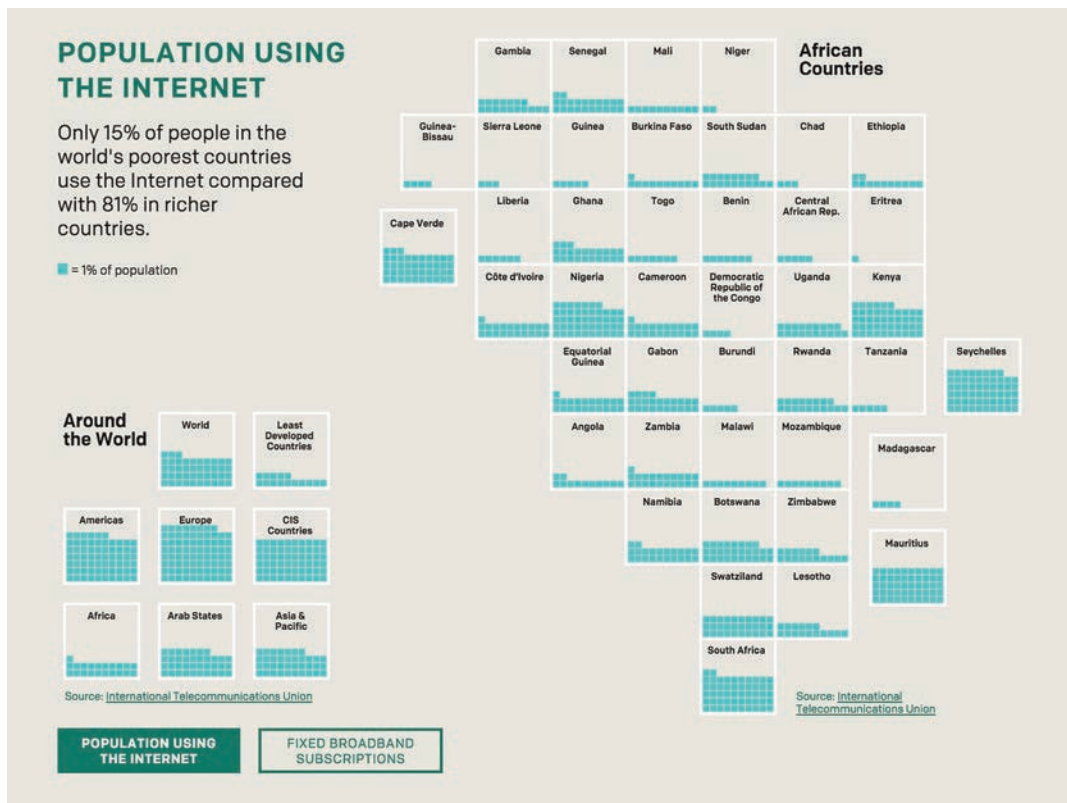 POPULATION USING
THE INTERNET
Only 15% of people in the
world's poorest countries
use the Internet compared
with 81% in richer
countries.
= 1% of population
African
Countries
Gambia
Senegal
Mali
Niger
Guinea-
Bissau
Sierra Leone
Guinea
Burkina Faso
South Sudan
Chad
Ethiopia
Cape Verde
Liberia
Ghana
Togo
Benin
Central
African Rep.
Eritrea
Côte d'Ivoire
Nigeria
Cameroon
Democratic
Republic of
the Congo
Uganda
Kenya
Equatorial
Guinea
Gabon
Burundi
Rwanda
Tanzania
Seychelles
Angola
Zambia
Malawi
Mozambique
Madagascar
Namibia
Botswana
Zimbabwe
Mauritius
Swatziland
Lesotho
South Africa
Source: International
Telecommunications Union
Around
the World
World
Least
Developed
Countries
Americas
Europe
CIS
Countries
Africa
Arab States
Asia &
Pacific
Source: International Telecommunications Union
POPULATION USING
THE INTERNET
FIXED BROADBAND
SUBSCRIPTIONS